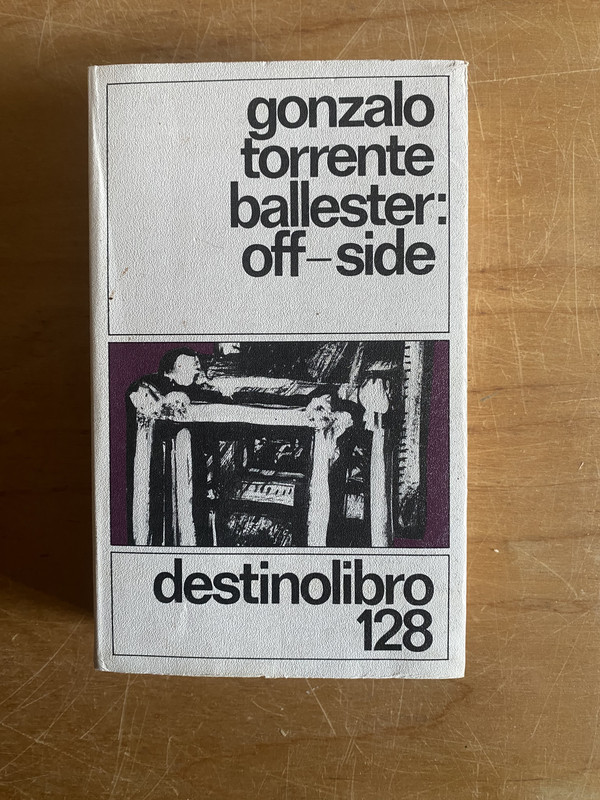 gonzalo
torrente
ballester:
off-side
destinolibro
128